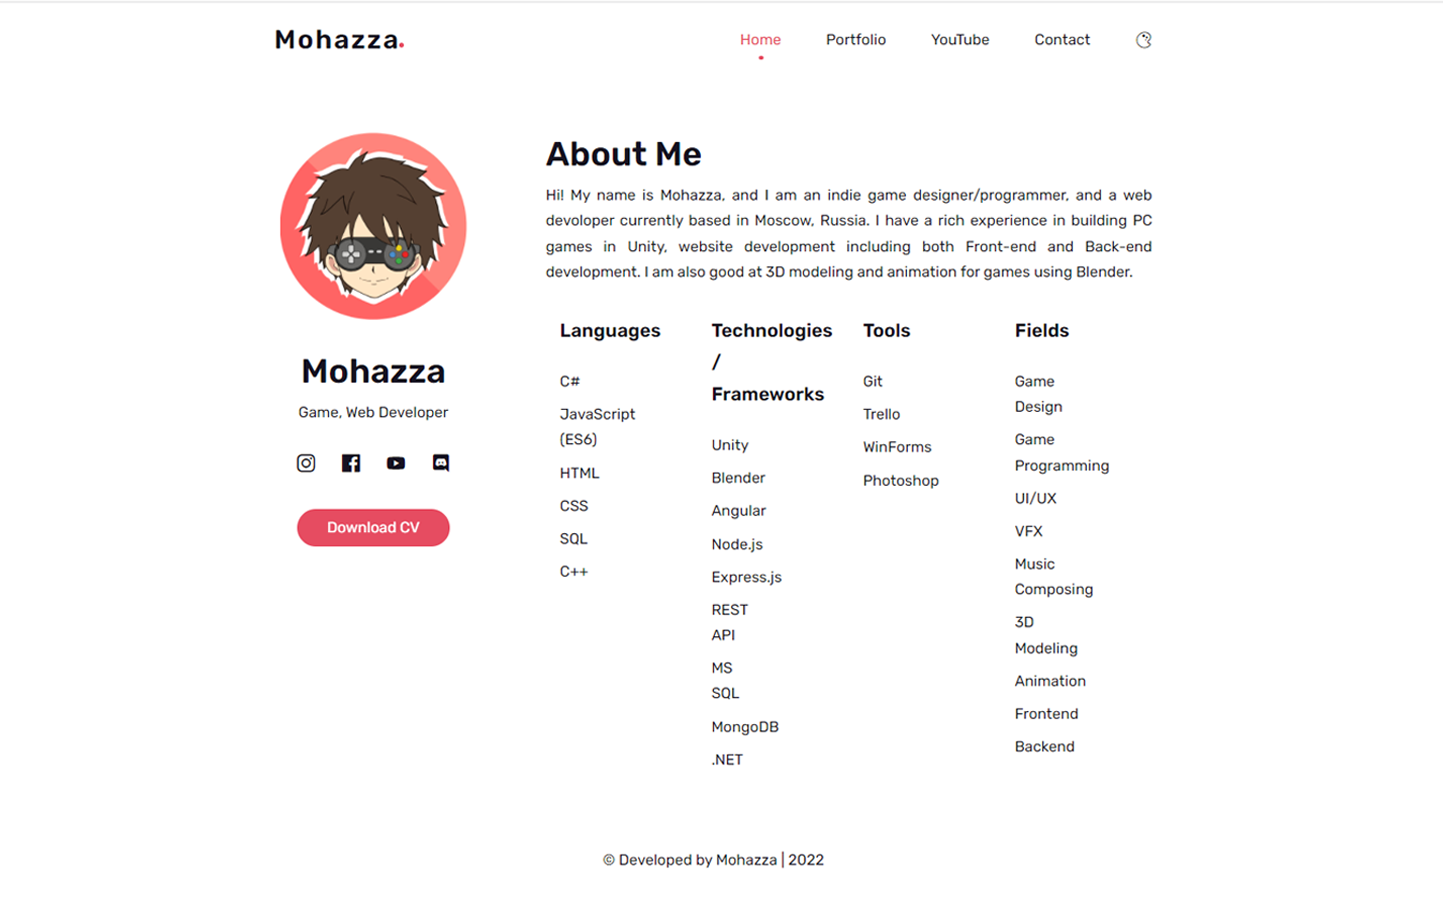 Mohazza.
Home
Portfolio
YouTube
Contact
Mohazza
Game, Web Developer
Download CV
About Me
Hi! My name is Mohazza, and I am an indie game designer/programmer, and a web
devoloper currently based in Moscow, Russia. I have a rich experience in building PC
games in Unity, website development including both Front-end and Back-end
development. I am also good at 3D modeling and animation for games using Blender.
Languages
C#
JavaScript
(ES6)
HTML
CSS
SQL
C++
Technologies
/
Frameworks
Unity
Blender
Angular
Node.js
Express.js
REST
API
MS
SQL
MongoDB
.NET
Tools
Git
Trello
WinForms
Photoshop
Fields
Game
Design
Game
Programming
UI/UX
VFX
Music
Composing
3D
Modeling
Animation
Frontend
Backend
© Developed by Mohazza | 2022